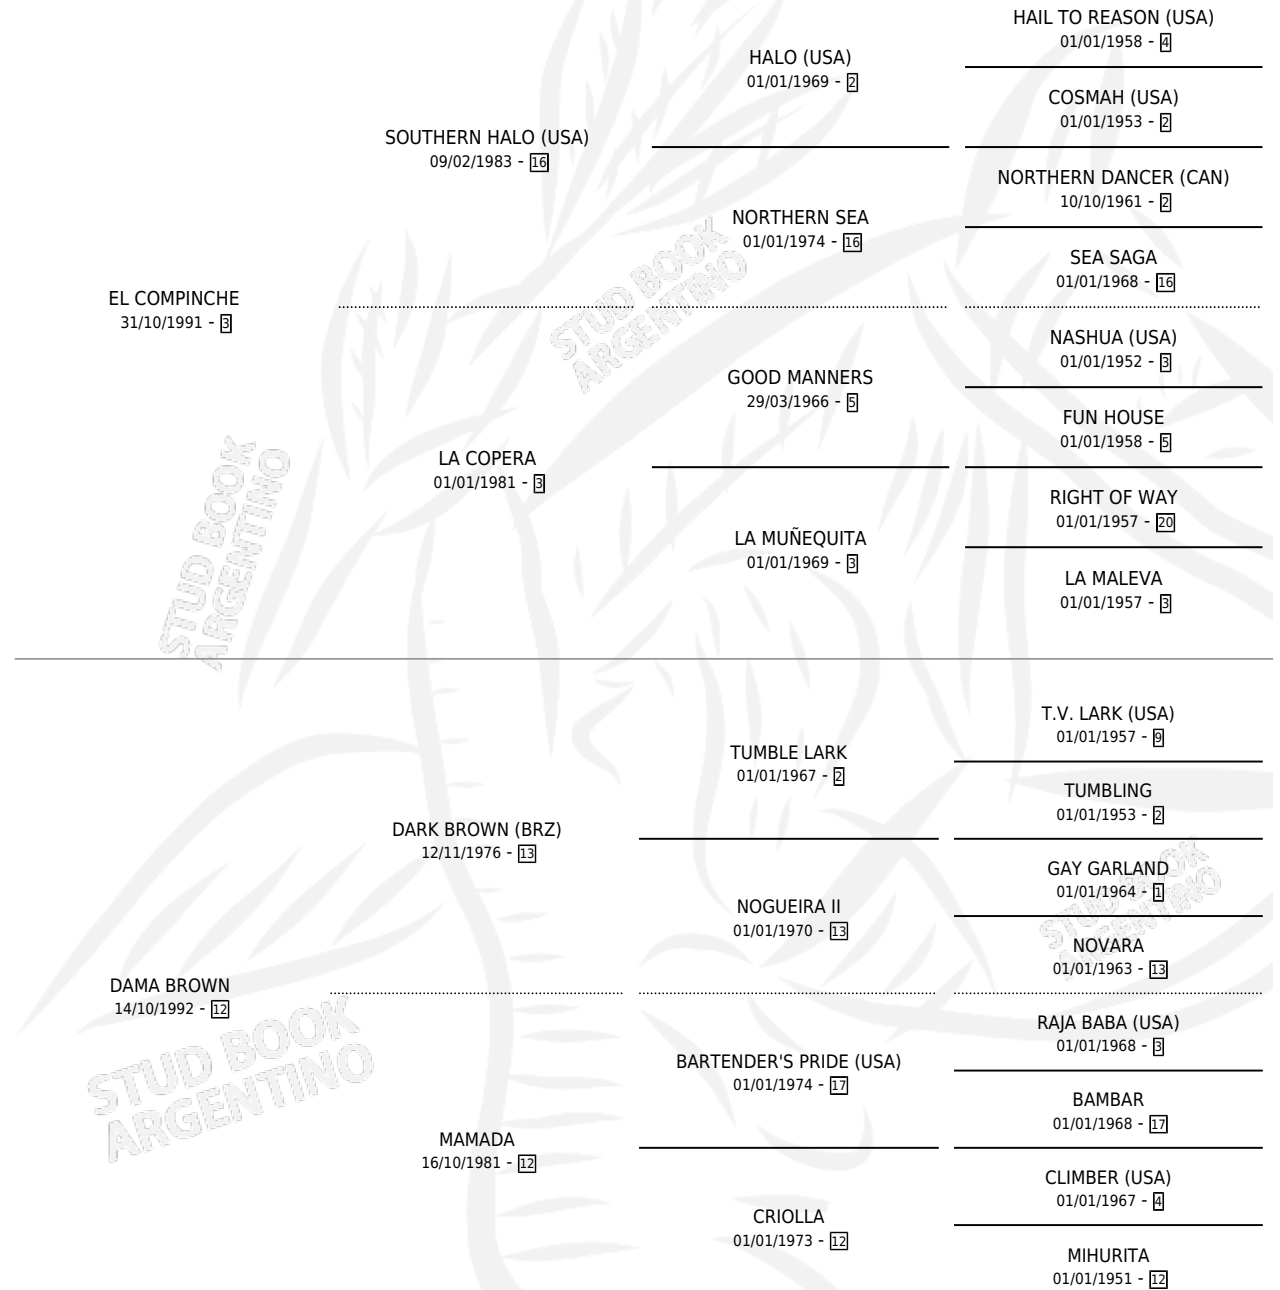 HAIL TO REASON (USA)
01/01/1958 - 4
HALO (USA)
01/01/1969 - 2
COSMAH (USA)
01/01/1953 - 2
SOUTHERN HALO (USA)
09/02/1983 - 16
NORTHERN DANCER (CAN)
10/10/1961 - 2
NORTHERN SEA
01/01/1974 - 16
SEA SAGA
01/01/1968 - 16
EL COMPINCHE
31/10/1991 - 3
STUD BOOK
ARGENTINO
NASHUA (USA)
01/01/1952 - 3
GOOD MANNERS
29/03/1966 - 5
FUN HOUSE
01/01/1958 - 5
LA COPERA
01/01/1981 - 3
RIGHT OF WAY
01/01/1957 - 20
LA MUÑEQUITA
01/01/1969 - 3
LA MALEVA
01/01/1957 - 3
STUD BOOK
ARGENTINO
T.V. LARK (USA)
01/01/1957 - 9
TUMBLE LARK
01/01/1967 - 2
TUMBLING
01/01/1953 - 2
DARK BROWN (BRZ)
12/11/1976 - 13
GAY GARLAND
01/01/1964 - 1
NOGUEIRA II
01/01/1970 - 13
NOVARA
01/01/1963 - 13
STUD BOOK
ARGENTINO
DAMA BROWN
14/10/1992 - 12
RAJA BABA (USA)
01/01/1968 - 3
BARTENDER'S PRIDE (USA)
01/01/1974 - 17
BAMBAR
01/01/1968 - 17
STUD BOOK
ARGENTINO
MAMADA
16/10/1981 - 12
CLIMBER (USA)
01/01/1967 - 4
CRIOLLA
01/01/1973 - 12
MIHURITA
01/01/1951 - 12